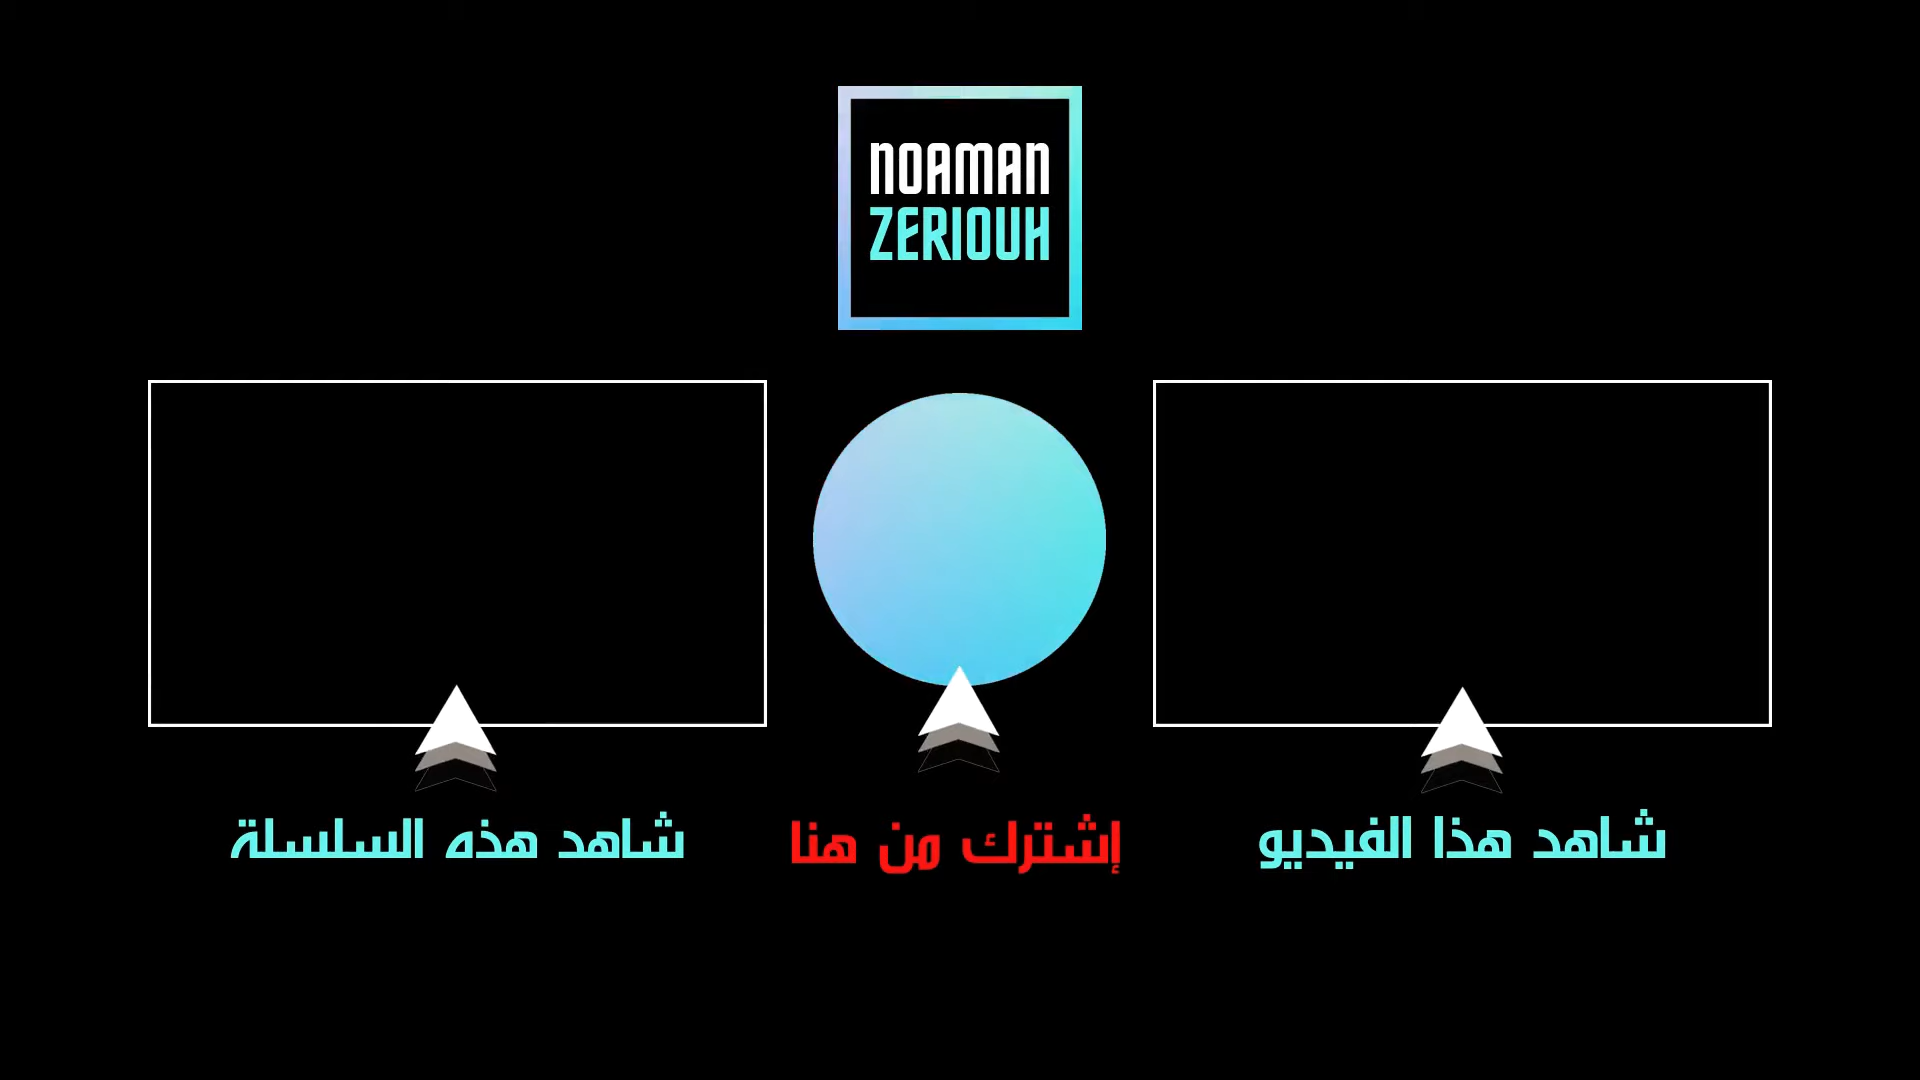 NOAMAN
ZERIOUH
شاهد هذا الفيديو
إشترك من هنا
شاهد هذه السلسلة